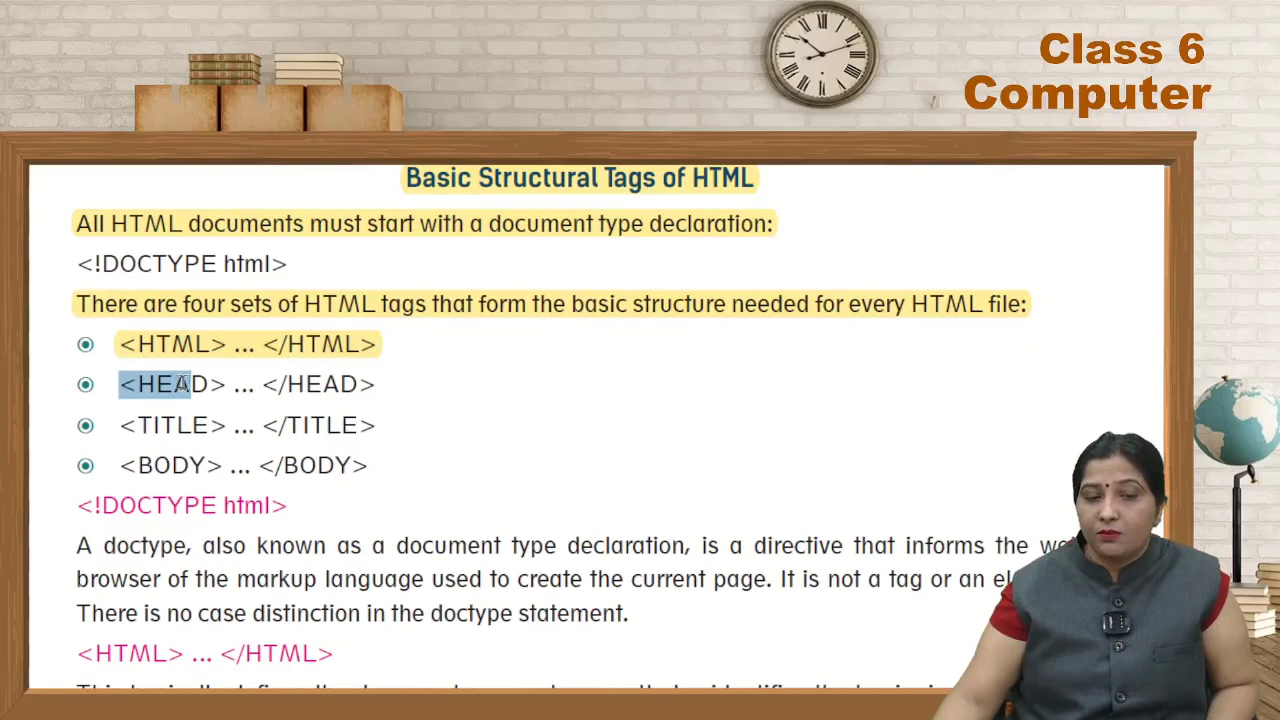 Class 6
Computer
Basic Structural Tags of HTML
All HTML documents must start with a document type declaration:
<!DOCTYPE html>
There are four sets of HTML tags that form the basic structure needed for every HTML file:
<HTML> ... </HTML>
<HEAD> ... </HEAD>
<TITLE> ... </TITLE>
<BODY> ... </BODY>
<!DOCTYPE html>
A doctype, also known as a document type declaration, is a directive that informs the
browser of the markup language used to create the current page. It is not a tag or an
There is no case distinction in the doctype statement.
<HTML> ... </HTML>